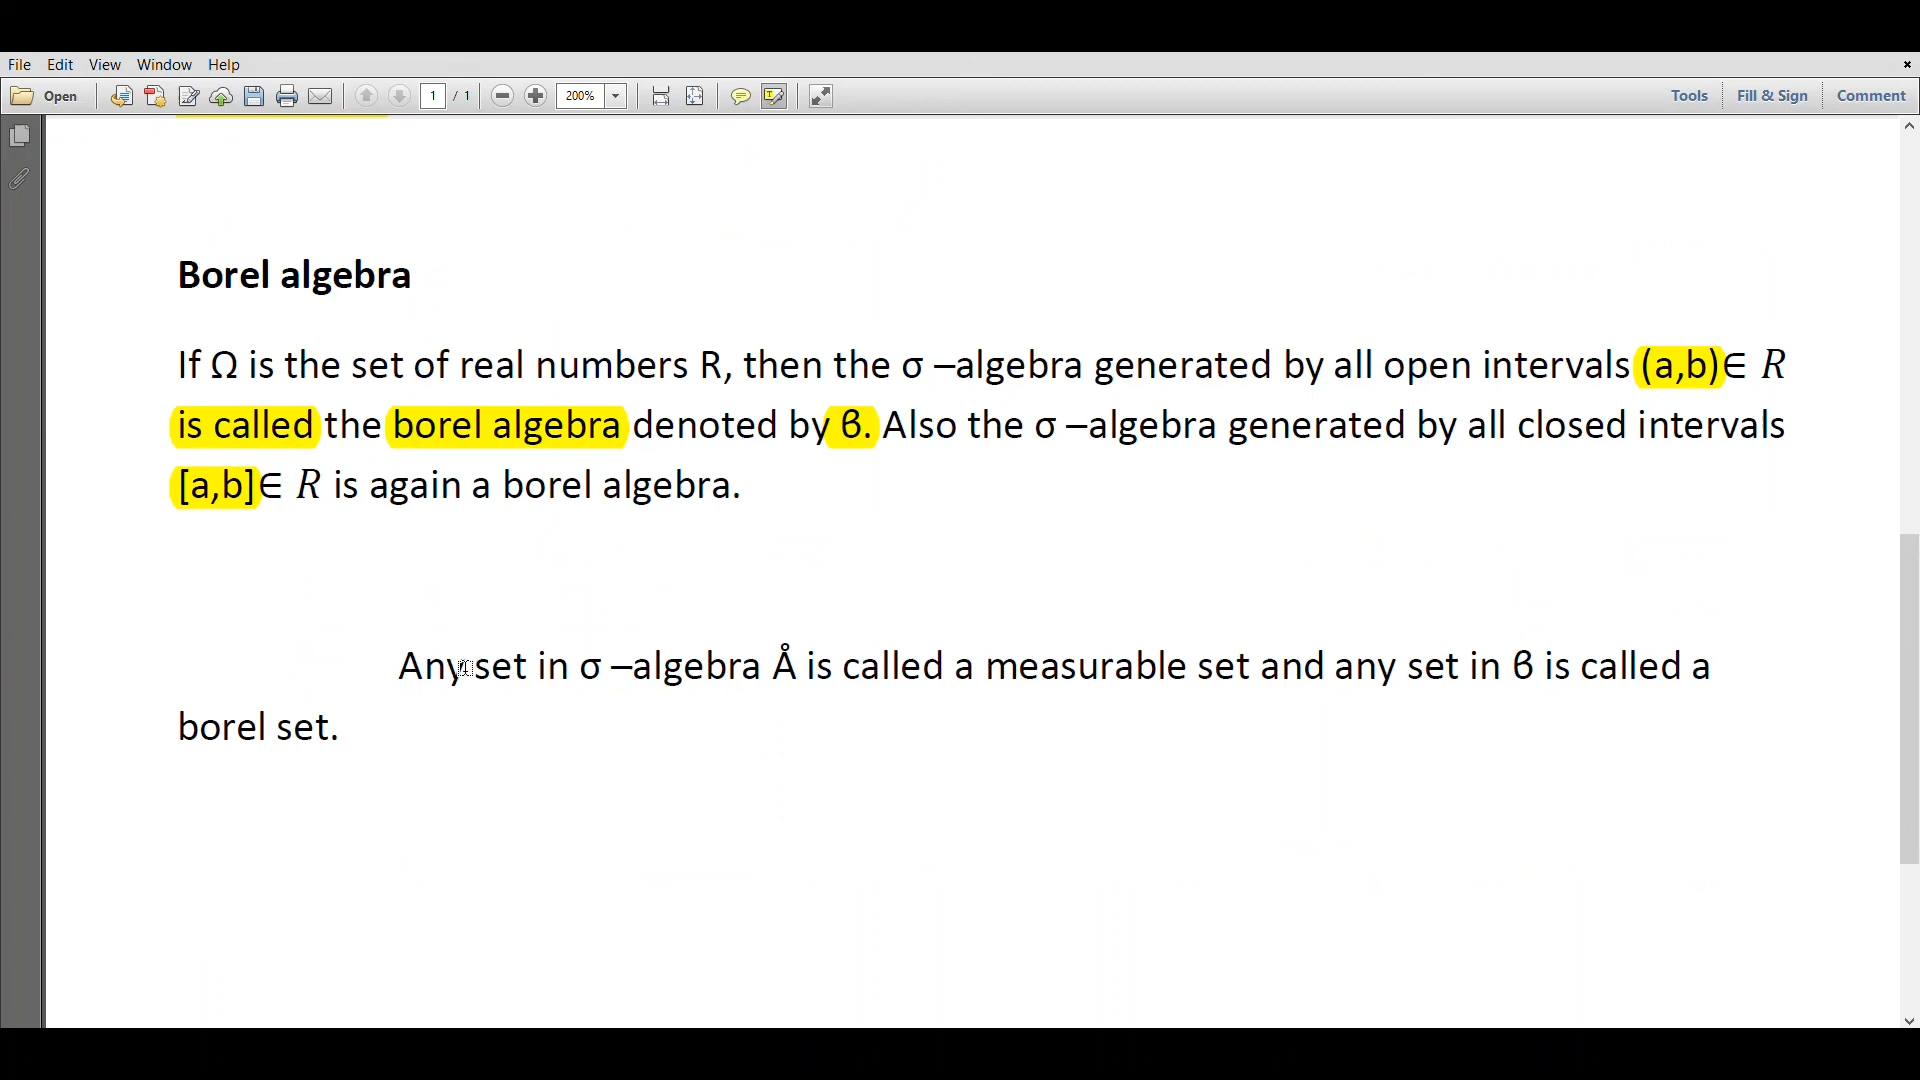 File Edit View Window Help
Open 1 / 1 200% Tools Fill & Sign Comment
Borel algebra
If Ω is the set of real numbers R, then the σ –algebra generated by all open intervals (a,b)∈ R
is called the borel algebra denoted by β. Also the σ –algebra generated by all closed intervals
[a,b]∈ R is again a borel algebra.
Any set in σ –algebra Å is called a measurable set and any set in β is called a
borel set.